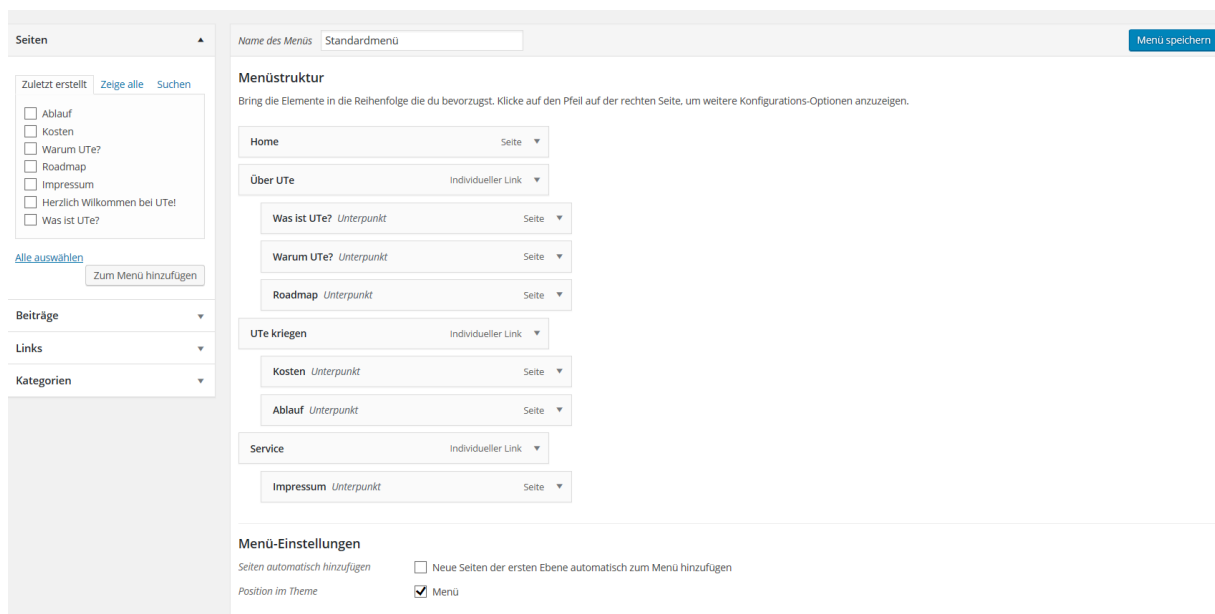 Seiten
Zuletzt erstellt Zeige alle Suchen
Ablauf
Kosten
Warum UTe?
Roadmap
Impressum
Herzlich Wilkommen bei UTe!
Was ist UTe?
Alle auswählen
Zum Menü hinzufügen
Beiträge
Links
Kategorien
Name des Menüs Standardmenü
Menü speichern
Menüstruktur
Bring die Elemente in die Reihenfolge die du bevorzugst. Klicke auf den Pfeil auf der rechten Seite, um weitere Konfigurations-Optionen anzuzeigen.
Home Seite
Über UTe Individueller Link
Was ist UTe? Unterpunkt Seite
Warum UTe? Unterpunkt Seite
Roadmap Unterpunkt Seite
UTe kriegen Individueller Link
Kosten Unterpunkt Seite
Ablauf Unterpunkt Seite
Service Individueller Link
Impressum Unterpunkt Seite
Menü-Einstellungen
Seiten automatisch hinzufügen Neue Seiten der ersten Ebene automatisch zum Menü hinzufügen
Position im Theme Menü